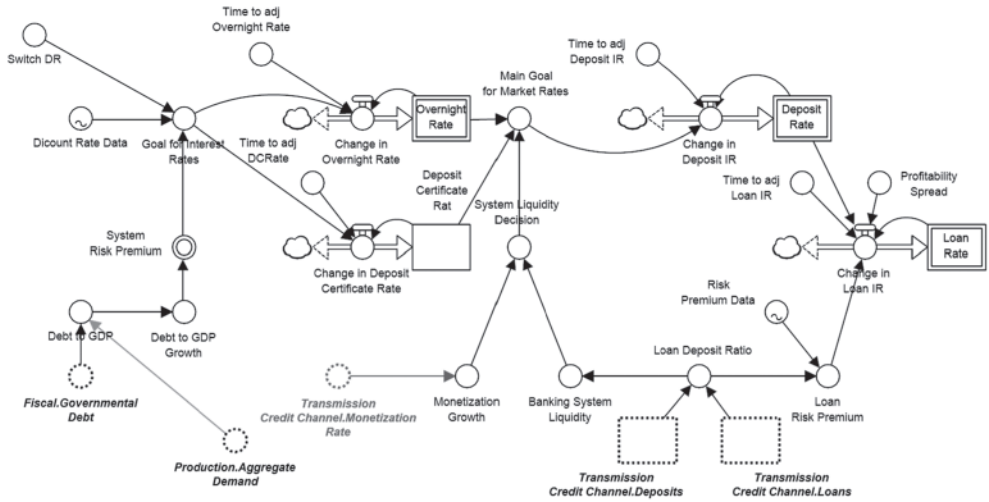 Switch DR
Time to adj
Overnight Rate
Time to adj
Deposit IR
Main Goal
for Market Rates
Dicount Rate Data
Goal for Interest
Rates
Overnight
Rate
Change in
Overnight Rate
Deposit
Rate
Change in
Deposit IR
Time to adj
DCRate
Deposit
Certificate
Rat
System Liquidity
Decision
Time to adj
Loan IR
Profitability
Spread
System
Risk Premium
Change in Deposit
Certificate Rate
Loan
Rate
Change in
Loan IR
Risk
Premium Data
Debt to GDP
Debt to GDP
Growth
Loan Deposit Ratio
Fiscal.Governmental
Debt
Transmission
Credit Channel.Monetization
Rate
Monetization
Growth
Banking System
Liquidity
Loan
Risk Premium
Production.Aggregate
Demand
Transmission
Credit Channel.Deposits
Transmission
Credit Channel.Loans